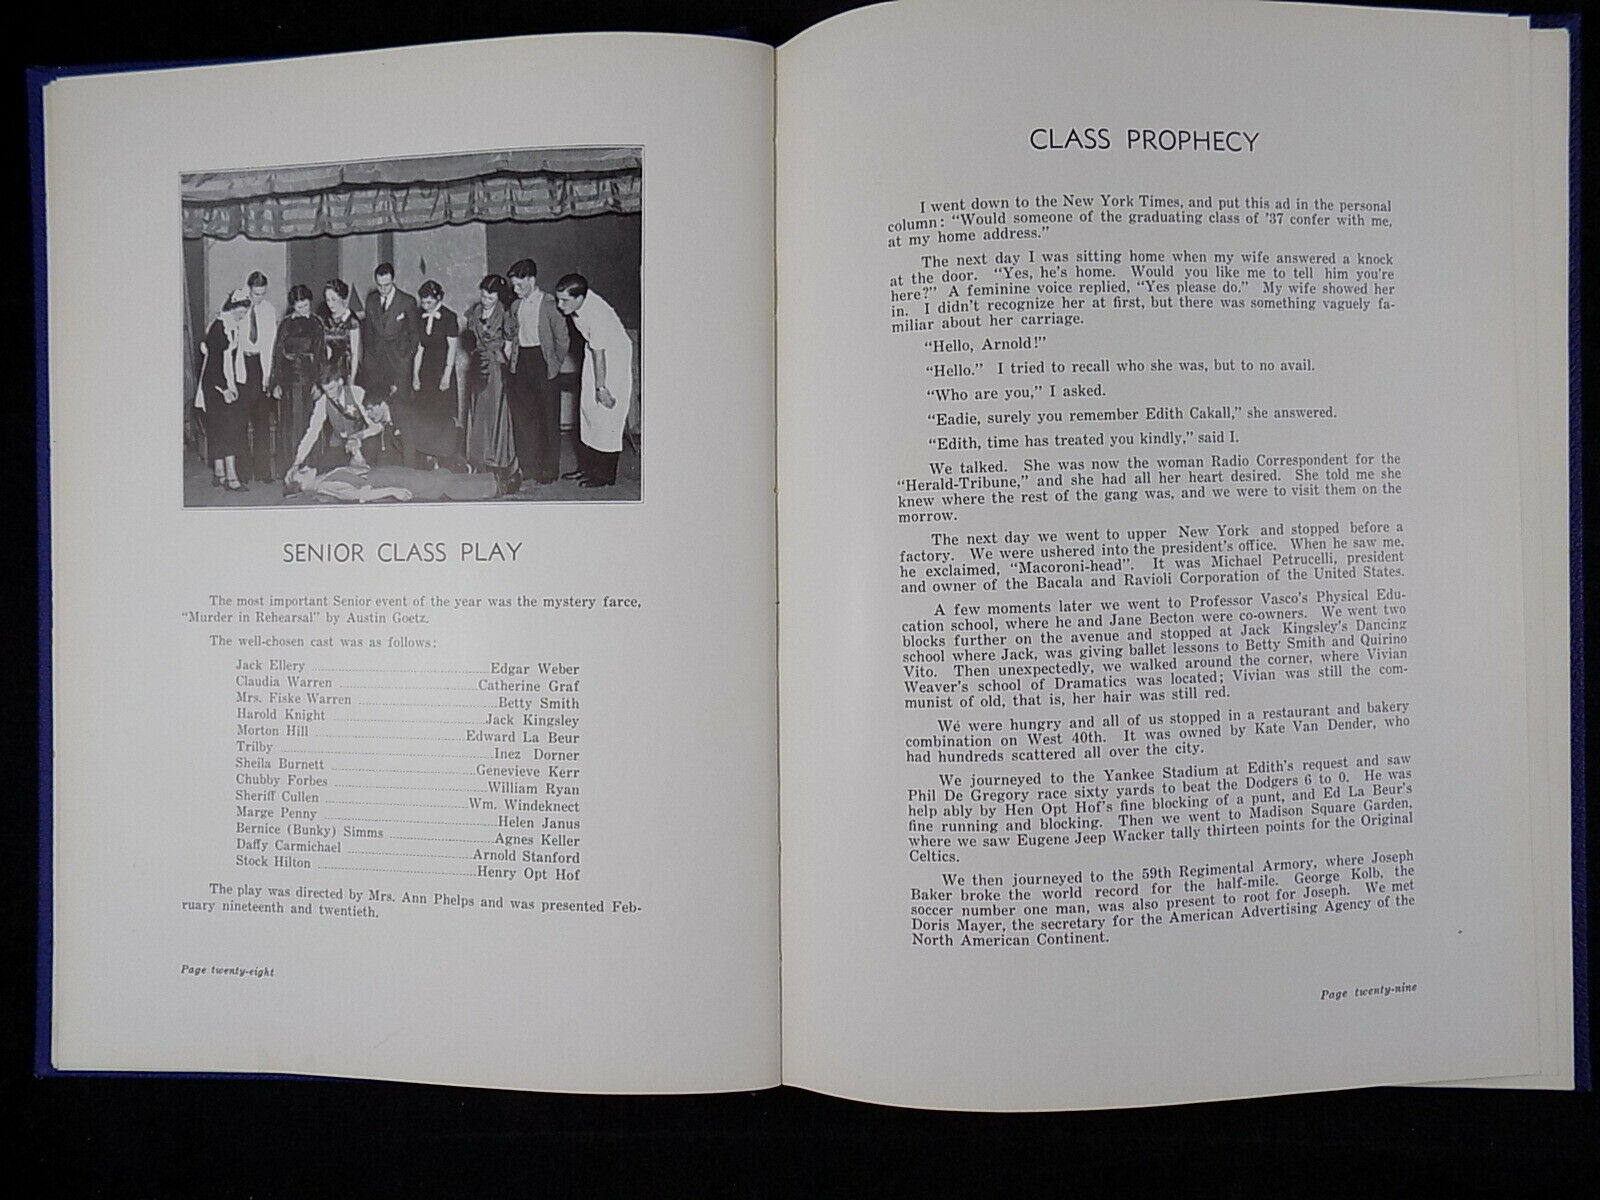 SENIOR CLASS PLAY
The most important Senior event of the year was the mystery farce,
"Murder in Rehearsal" by Austin Goetz.
The well-chosen cast was as follows:
Jack Ellery ........ Edgar Weber
Claudia Warren ........ Catherine Graf
Mrs. Fiske Warren ........ Betty Smith
Harold Knight ........ Jack Kingsley
Morton Hill ........ Edward La Beur
Trilby ........ Inez Dorner
Sheila Burnett ........ Genevieve Kerr
Chubby Forbes ........ William Ryan
Sheriff Cullen ........ Wm. Windeknect
Marge Penny ........ Helen Janus
Bernice (Bunky) Simms ........ Agnes Keller
Daffy Carmichael ........ Arnold Stanford
Stock Hilton ........ Henry Opt Hof
The play was directed by Mrs. Ann Phelps and was presented Feb-
ruary nineteenth and twentieth.
Page twenty-eight
CLASS PROPHECY
I went down to the New York Times, and put this ad in the personal
column: "Would someone of the graduating class of '37 confer with me,
at my home address."
The next day I was sitting home when my wife answered a knock
at the door. "Yes, he's home. Would you like me to tell him you're
here?" A feminine voice replied, "Yes please do." My wife showed her
in. I didn't recognize her at first, but there was something vaguely fa-
miliar about her carriage.
"Hello, Arnold!"
"Hello." I tried to recall who she was, but to no avail.
"Who are you," I asked.
"Eadie, surely you remember Edith Cakall," she answered.
"Edith, time has treated you kindly," said I.
We talked. She was now the woman Radio Correspondent for the
"Herald-Tribune," and she had all her heart desired. She told me she
knew where the rest of the gang was, and we were to visit them on the
morrow.
The next day we went to upper New York and stopped before a
factory. We were ushered into the president's office. When he saw me,
he exclaimed, "Macoroni-head". It was Michael Petrucelli, president
and owner of the Bacala and Ravioli Corporation of the United States.
A few moments later we went to Professor Vasco's Physical Edu-
cation school, where he and Jane Becton were co-owners. We went two
blocks further on the avenue and stopped at Jack Kingsley's Dancing
school where Jack, was giving ballet lessons to Betty Smith and Quirino
Vito. Then unexpectedly, we walked around the corner, where Vivian
Weaver's school of Dramatics was located; Vivian was still the com-
munist of old, that is, her hair was still red.
We were hungry and all of us stopped in a restaurant and bakery
combination on West 40th. It was owned by Kate Van Dender, who
had hundreds scattered all over the city.
We journeyed to the Yankee Stadium at Edith's request and saw
Phil De Gregory race sixty yards to beat the Dodgers 6 to 0. He was
help ably by Hen Opt Hof's fine blocking of a punt, and Ed La Beur's
fine running and blocking. Then we went to Madison Square Garden,
where we saw Eugene Jeep Wacker tally thirteen points for the Original
Celtics.
We then journeyed to the 59th Regimental Armory, where Joseph
Baker broke the world record for the half-mile. George Kolb, the
soccer number one man, was also present to root for Joseph. We met
Doris Mayer, the secretary for the American Advertising Agency of the
North American Continent.
Page twenty-nine